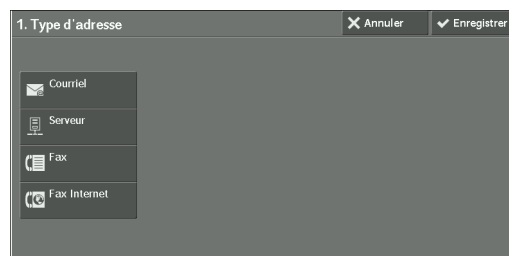 1. Type d'adresse
Annuler
Enregistrer
Courriel
Serveur
Fax
Fax Internet